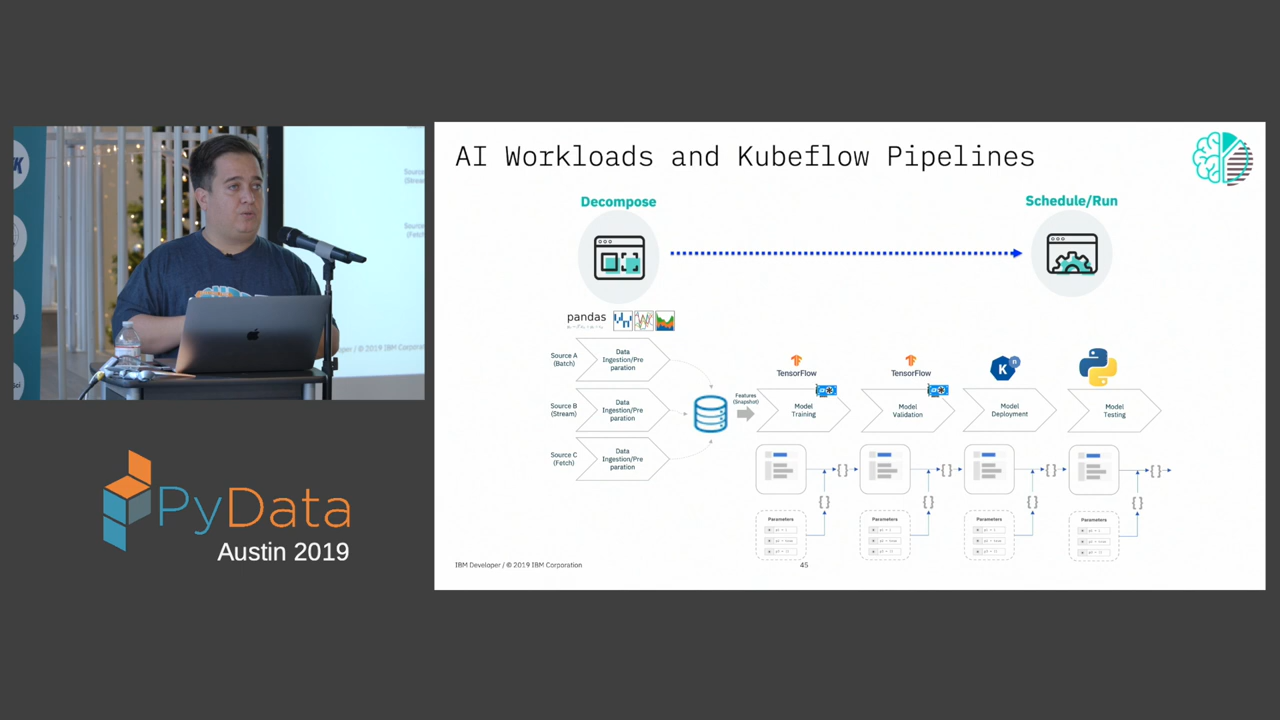 AI Workloads and Kubeflow Pipelines
Decompose
Schedule/Run
pandas
Source A
(Batch)
Data
Ingestion/Pre
paration
Source B
(Stream)
Data
Ingestion/Pre
paration
Source C
(Fetch)
Data
Ingestion/Pre
paration
Features
(Snapshot)
TensorFlow
Model
Training
TensorFlow
Model
Validation
K
n
Model
Deployment
Model
Testing
{}
{}
{}
{}
{}
{}
{}
{}
Parameters
Parameters
Parameters
Parameters
IBM Developer / © 2019 IBM Corporation
45
PyData
Austin 2019